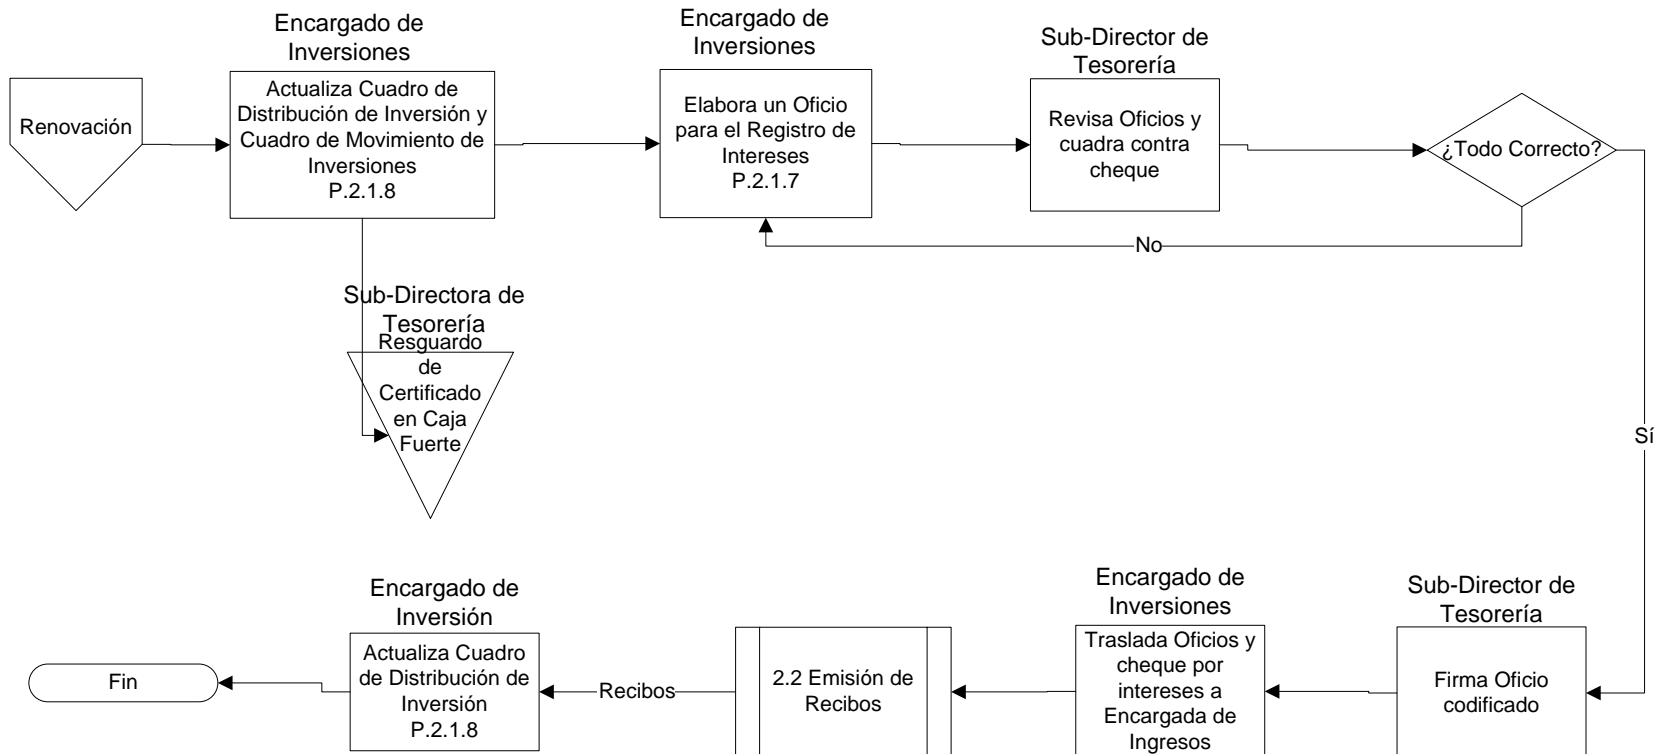 Renovación
Encargado de
Inversiones
Actualiza Cuadro de
Distribución de Inversión y
Cuadro de Movimiento de
Inversiones
P.2.1.8
Encargado de
Inversiones
Elabora un Oficio
para el Registro de
Intereses
P.2.1.7
Sub-Director de
Tesorería
Revisa Oficios y
cuadra contra
cheque
¿Todo Correcto?
No
Sí
Sub-Directora de
Tesorería
Resguardo
de
Certificado
en Caja
Fuerte
Sub-Director de
Tesorería
Firma Oficio
codificado
Encargado de
Inversiones
Traslada Oficios y
cheque por
intereses a
Encargada de
Ingresos
2.2 Emisión de
Recibos
Recibos
Encargado de
Inversión
Actualiza Cuadro
de Distribución de
Inversión
P.2.1.8
Fin